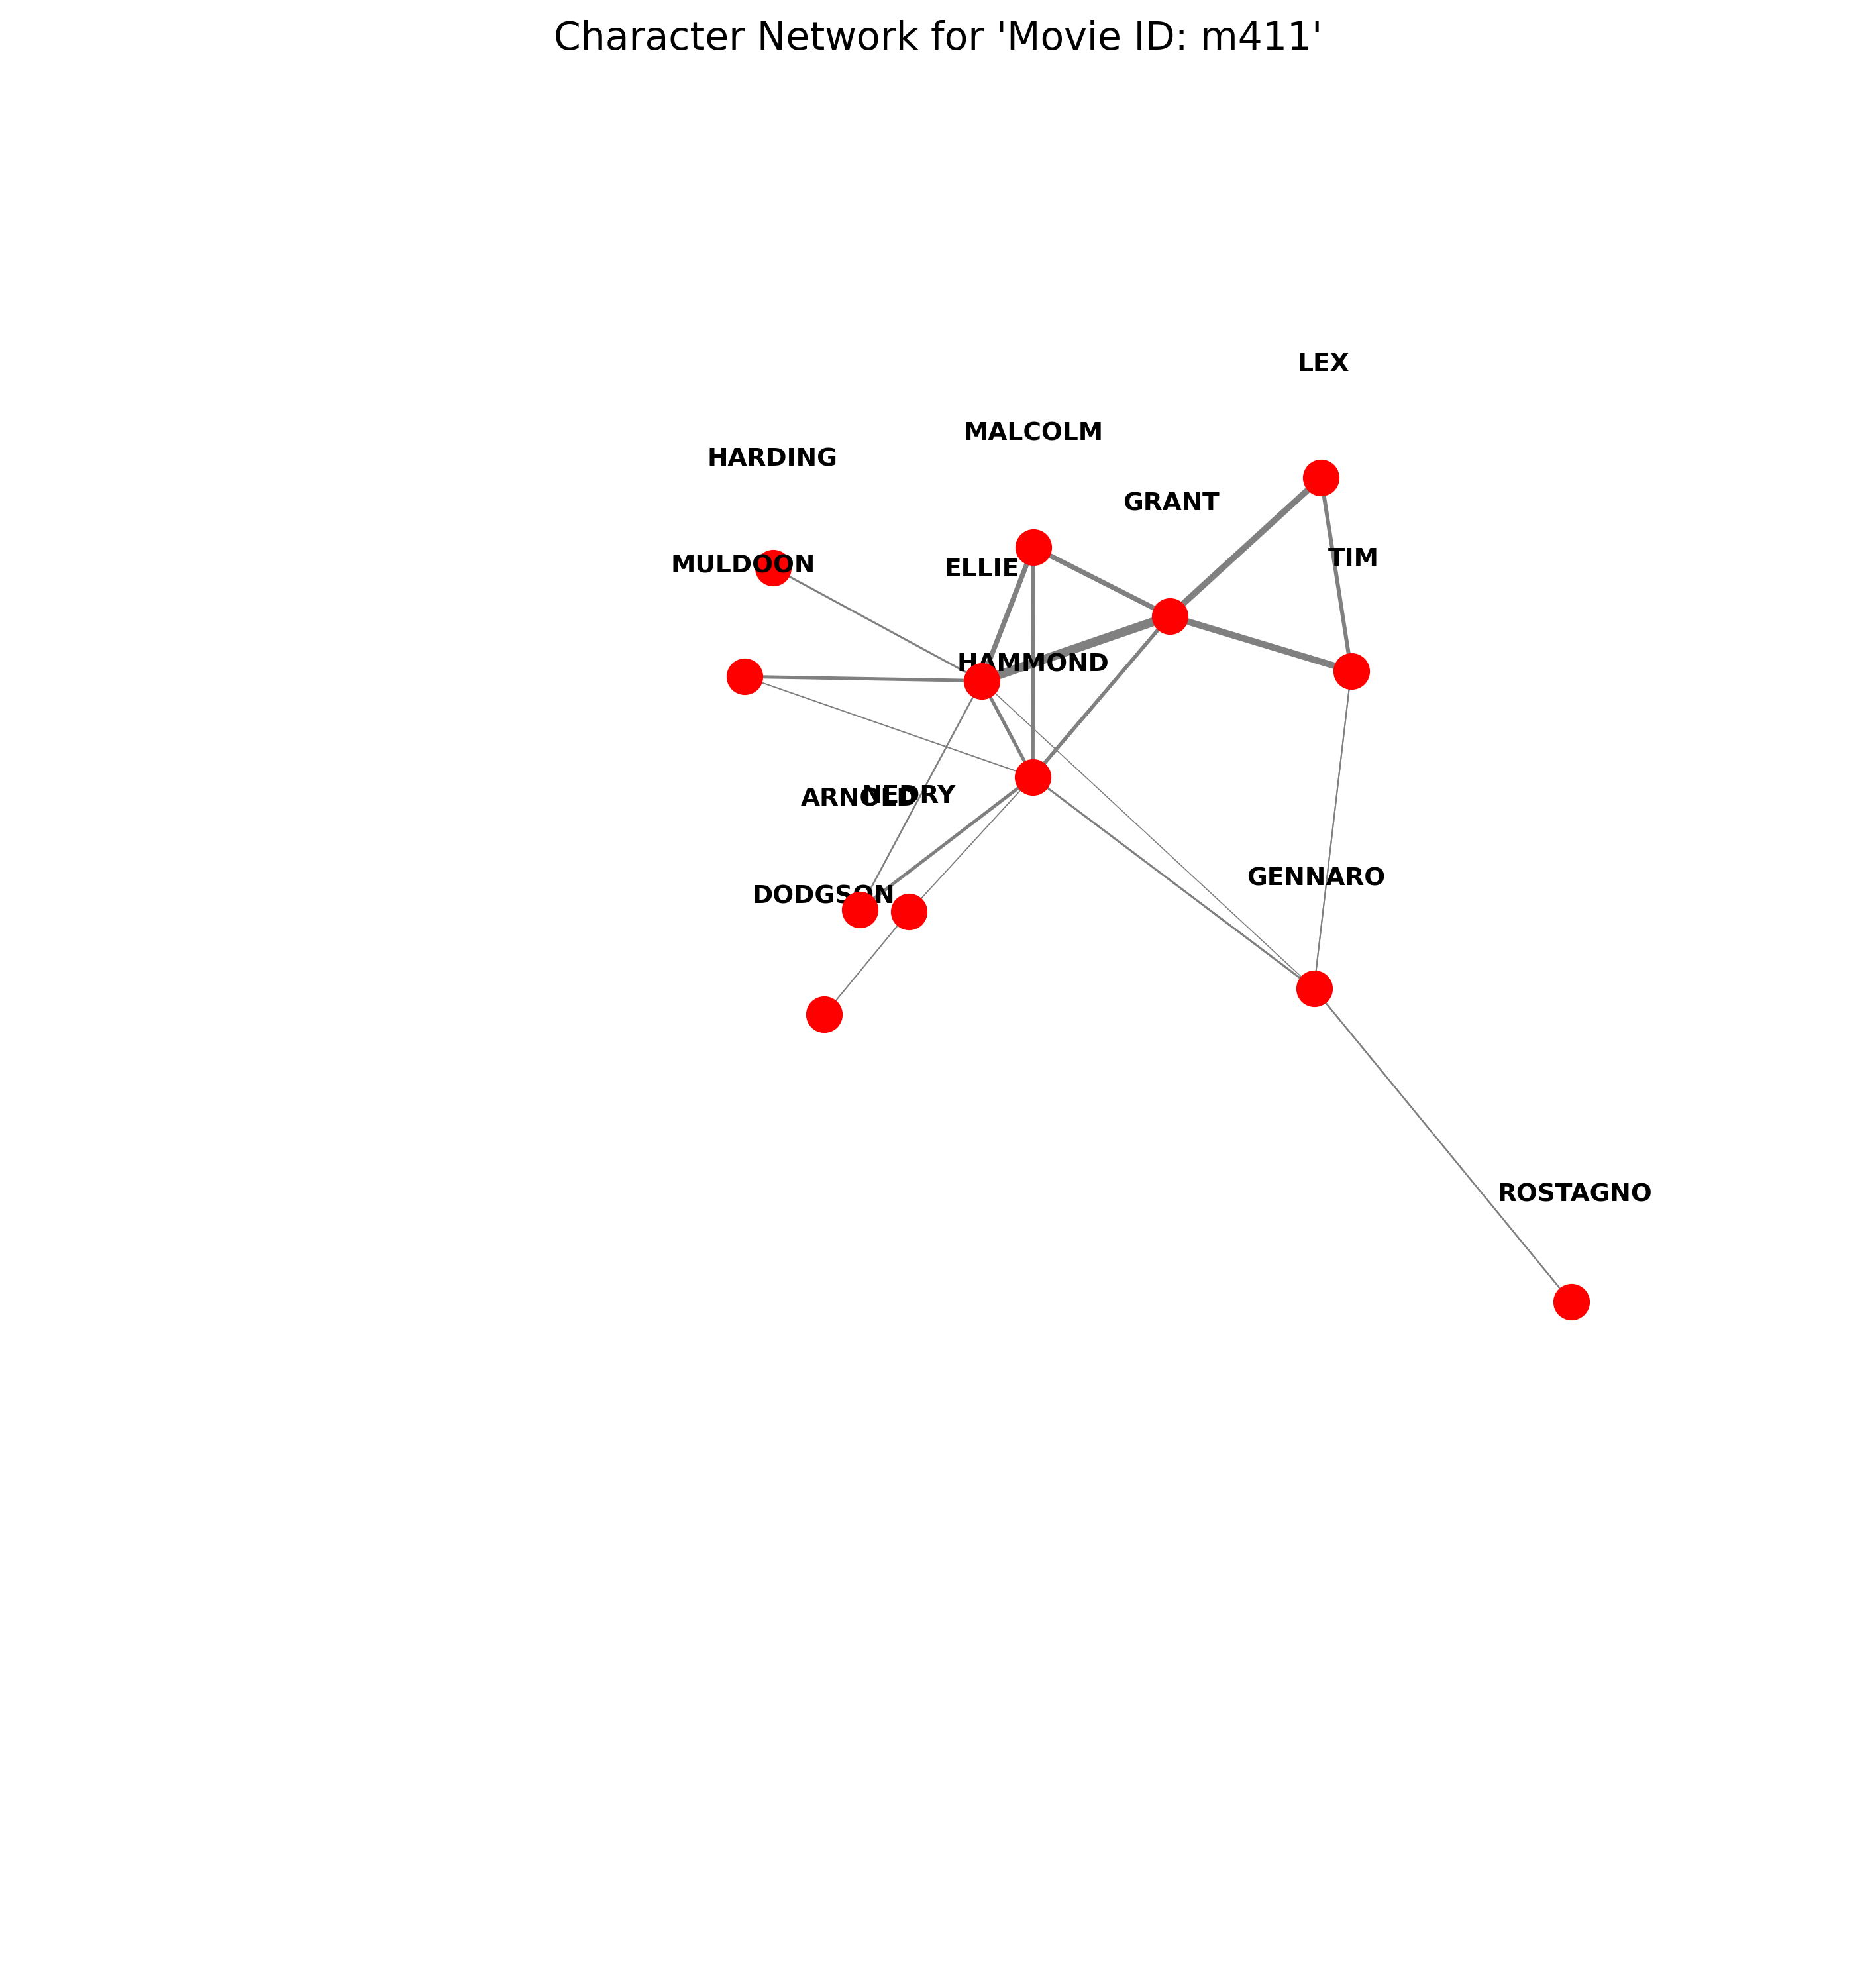 Character Network for 'Movie ID: m411'
LEX
MALCOLM
HARDING
GRANT
TIM
MULDOON
ELLIE
HAMMOND
ARNOLD
NEDRY
GENNARO
DODGSON
ROSTAGNO